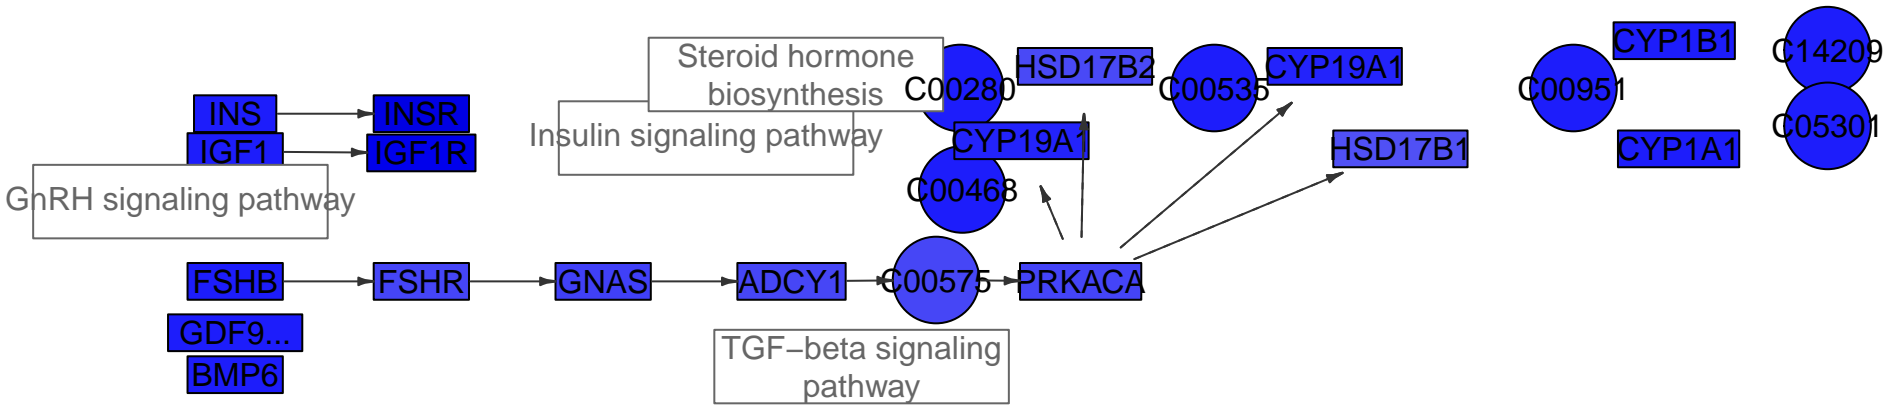 Steroid hormone
biosynthesis
Insulin signaling pathway
GnRH signaling pathway
TGF−beta signaling
pathway
INS
INSR
IGF1
IGF1R
FSHB
FSHR
GNAS
ADCY1
C00575
PRKACA
GDF9...
BMP6
C00280
HSD17B2
CYP19A1
C00468
C00535
CYP19A1
HSD17B1
C00951
CYP1B1
CYP1A1
C14209
C05301